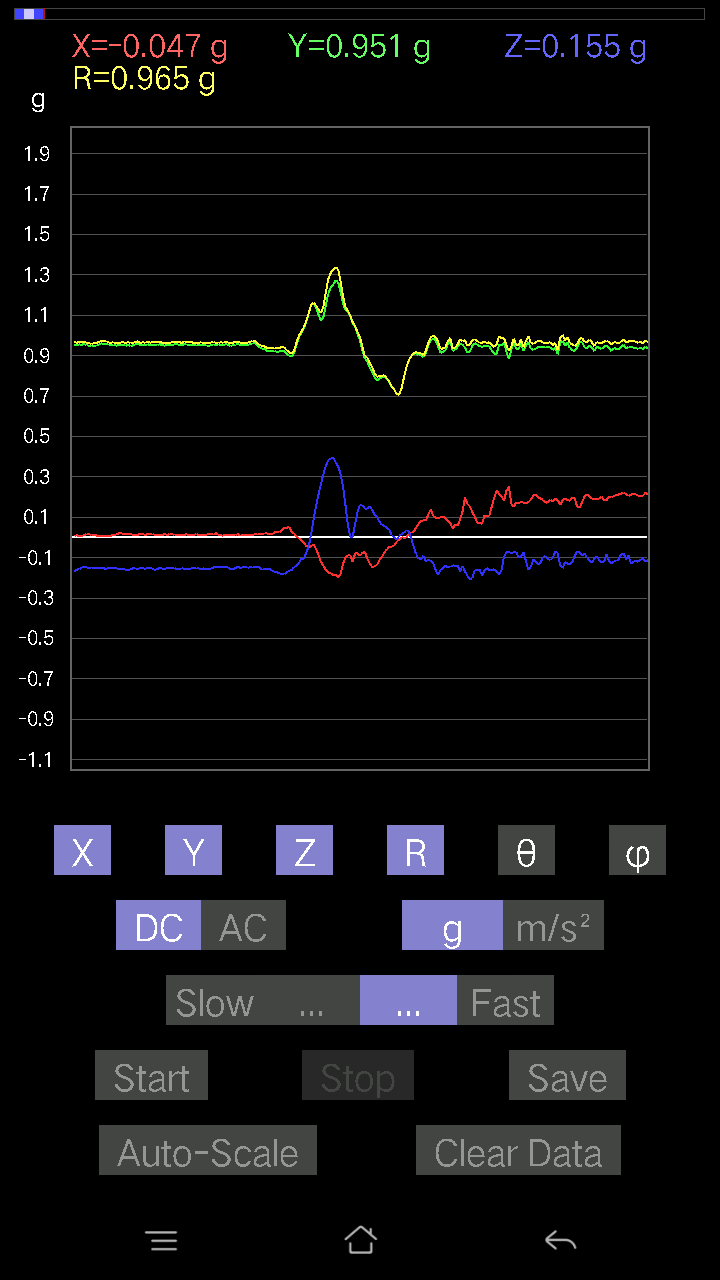 X=-0.047 g Y=0.951 g Z=0.155 g
R=0.965 g
g
1.9
1.7
1.5
1.3
1.1
0.9
0.7
0.5
0.3
0.1
-0.1
-0.3
-0.5
-0.7
-0.9
-1.1
X Y Z R θ φ
DC AC g m/s²
Slow ... ... Fast
Start Stop Save
Auto-Scale Clear Data